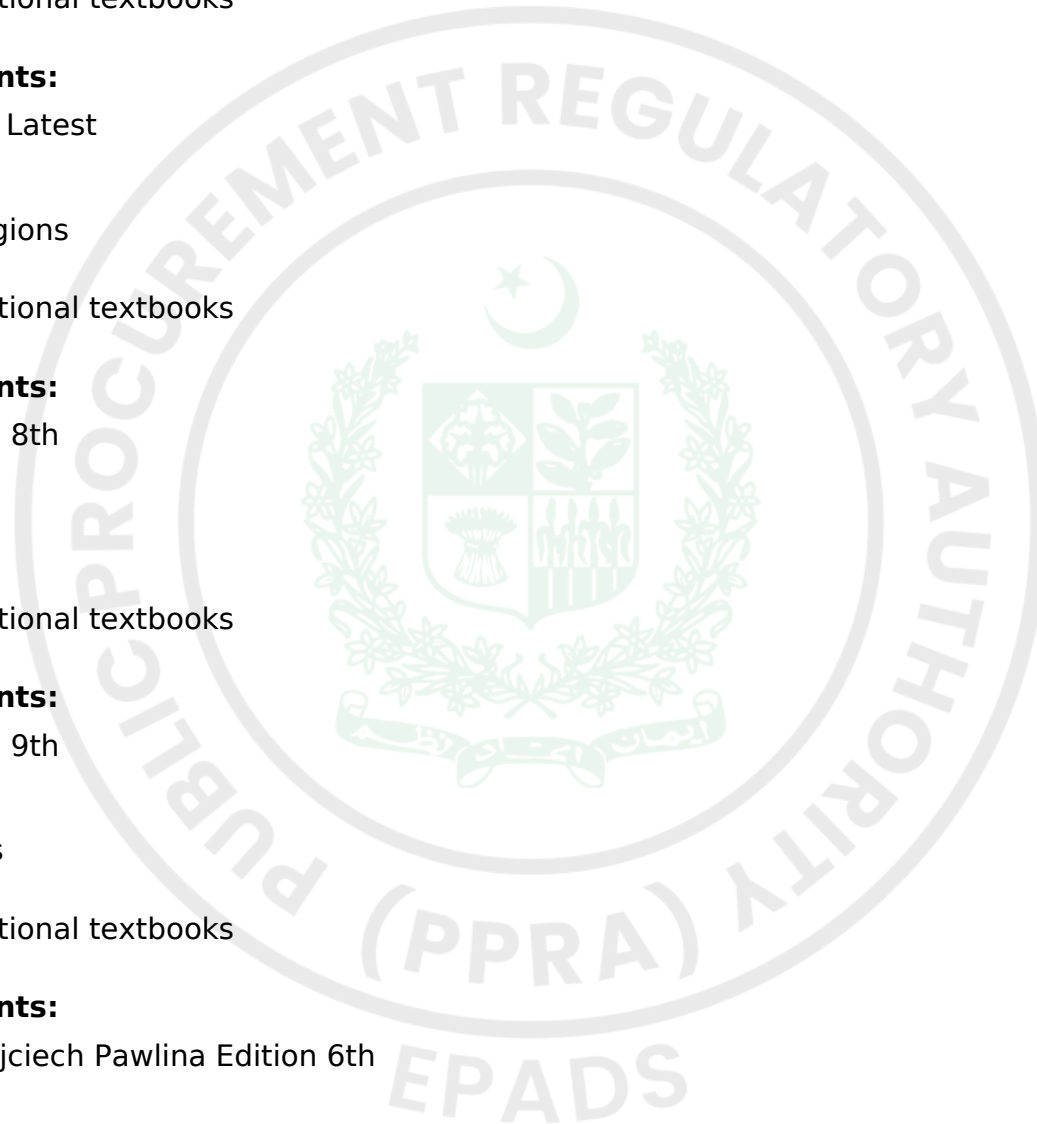 tional textbooks
nts:
Latest
gions
tional textbooks
nts:
8th
tional textbooks
nts:
9th
s
tional textbooks
nts:
jciech Pawlina Edition 6th
PUBLIC PROCUREMENT REGULATORY AUTHORITY
(PPRA)
EPADS